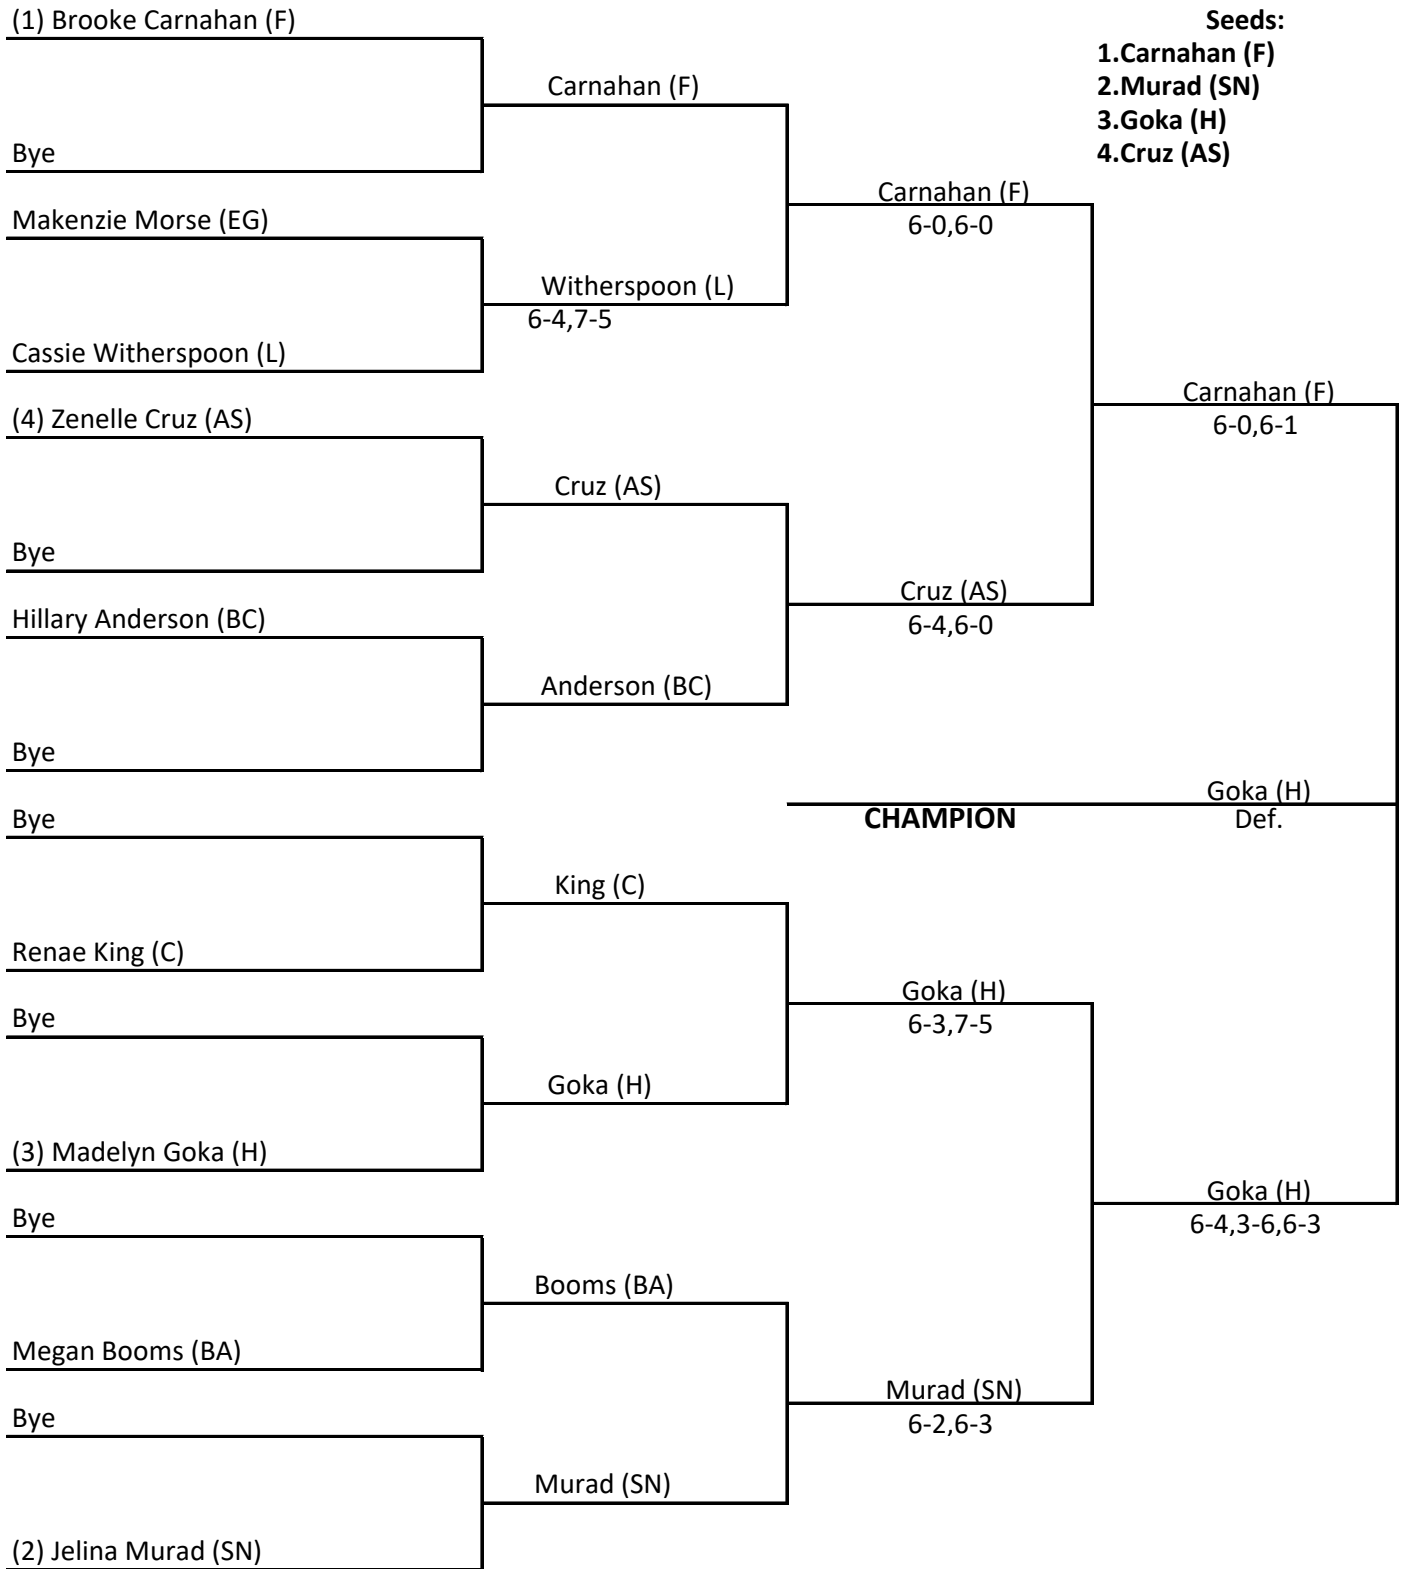 (1) Brooke Carnahan (F)
Seeds:
1.Carnahan (F)
2.Murad (SN)
3.Goka (H)
4.Cruz (AS)
Carnahan (F)
Bye
Carnahan (F)
6-0,6-0
Makenzie Morse (EG)
Witherspoon (L)
6-4,7-5
Cassie Witherspoon (L)
Carnahan (F)
6-0,6-1
(4) Zenelle Cruz (AS)
Cruz (AS)
Bye
Cruz (AS)
6-4,6-0
Hillary Anderson (BC)
Anderson (BC)
Bye
Goka (H)
CHAMPION Def.
Bye
King (C)
Renae King (C)
Goka (H)
6-3,7-5
Bye
Goka (H)
(3) Madelyn Goka (H)
Goka (H)
6-4,3-6,6-3
Bye
Booms (BA)
Megan Booms (BA)
Murad (SN)
6-2,6-3
Bye
Murad (SN)
(2) Jelina Murad (SN)